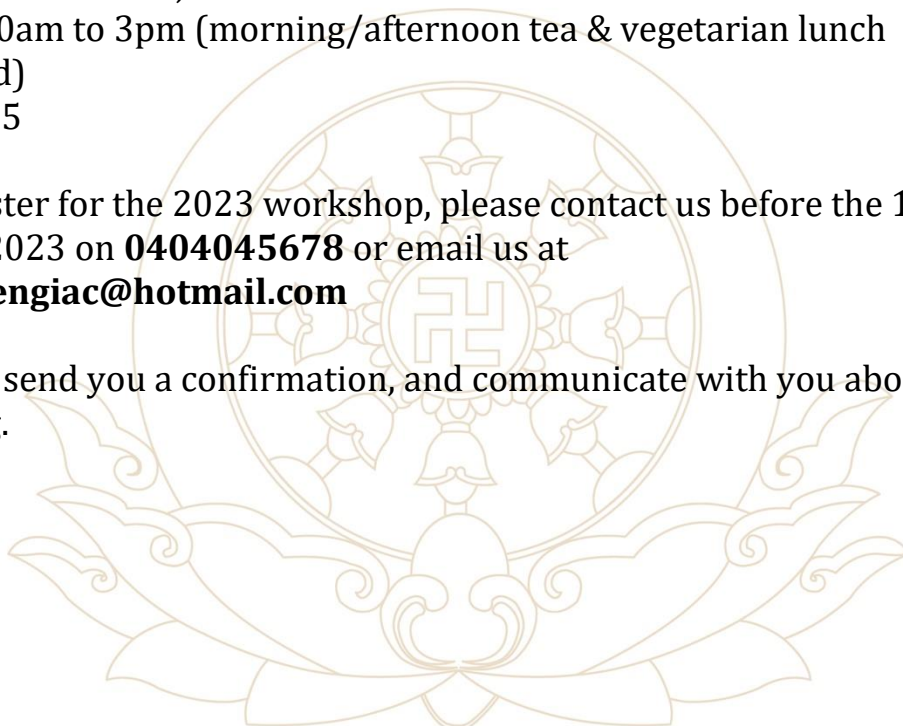 0am to 3pm (morning/afternoon tea & vegetarian lunch
d)
5
ster for the 2023 workshop, please contact us before the 1
2023 on 0404045678 or email us at
engiac@hotmail.com
send you a confirmation, and communicate with you abo
.